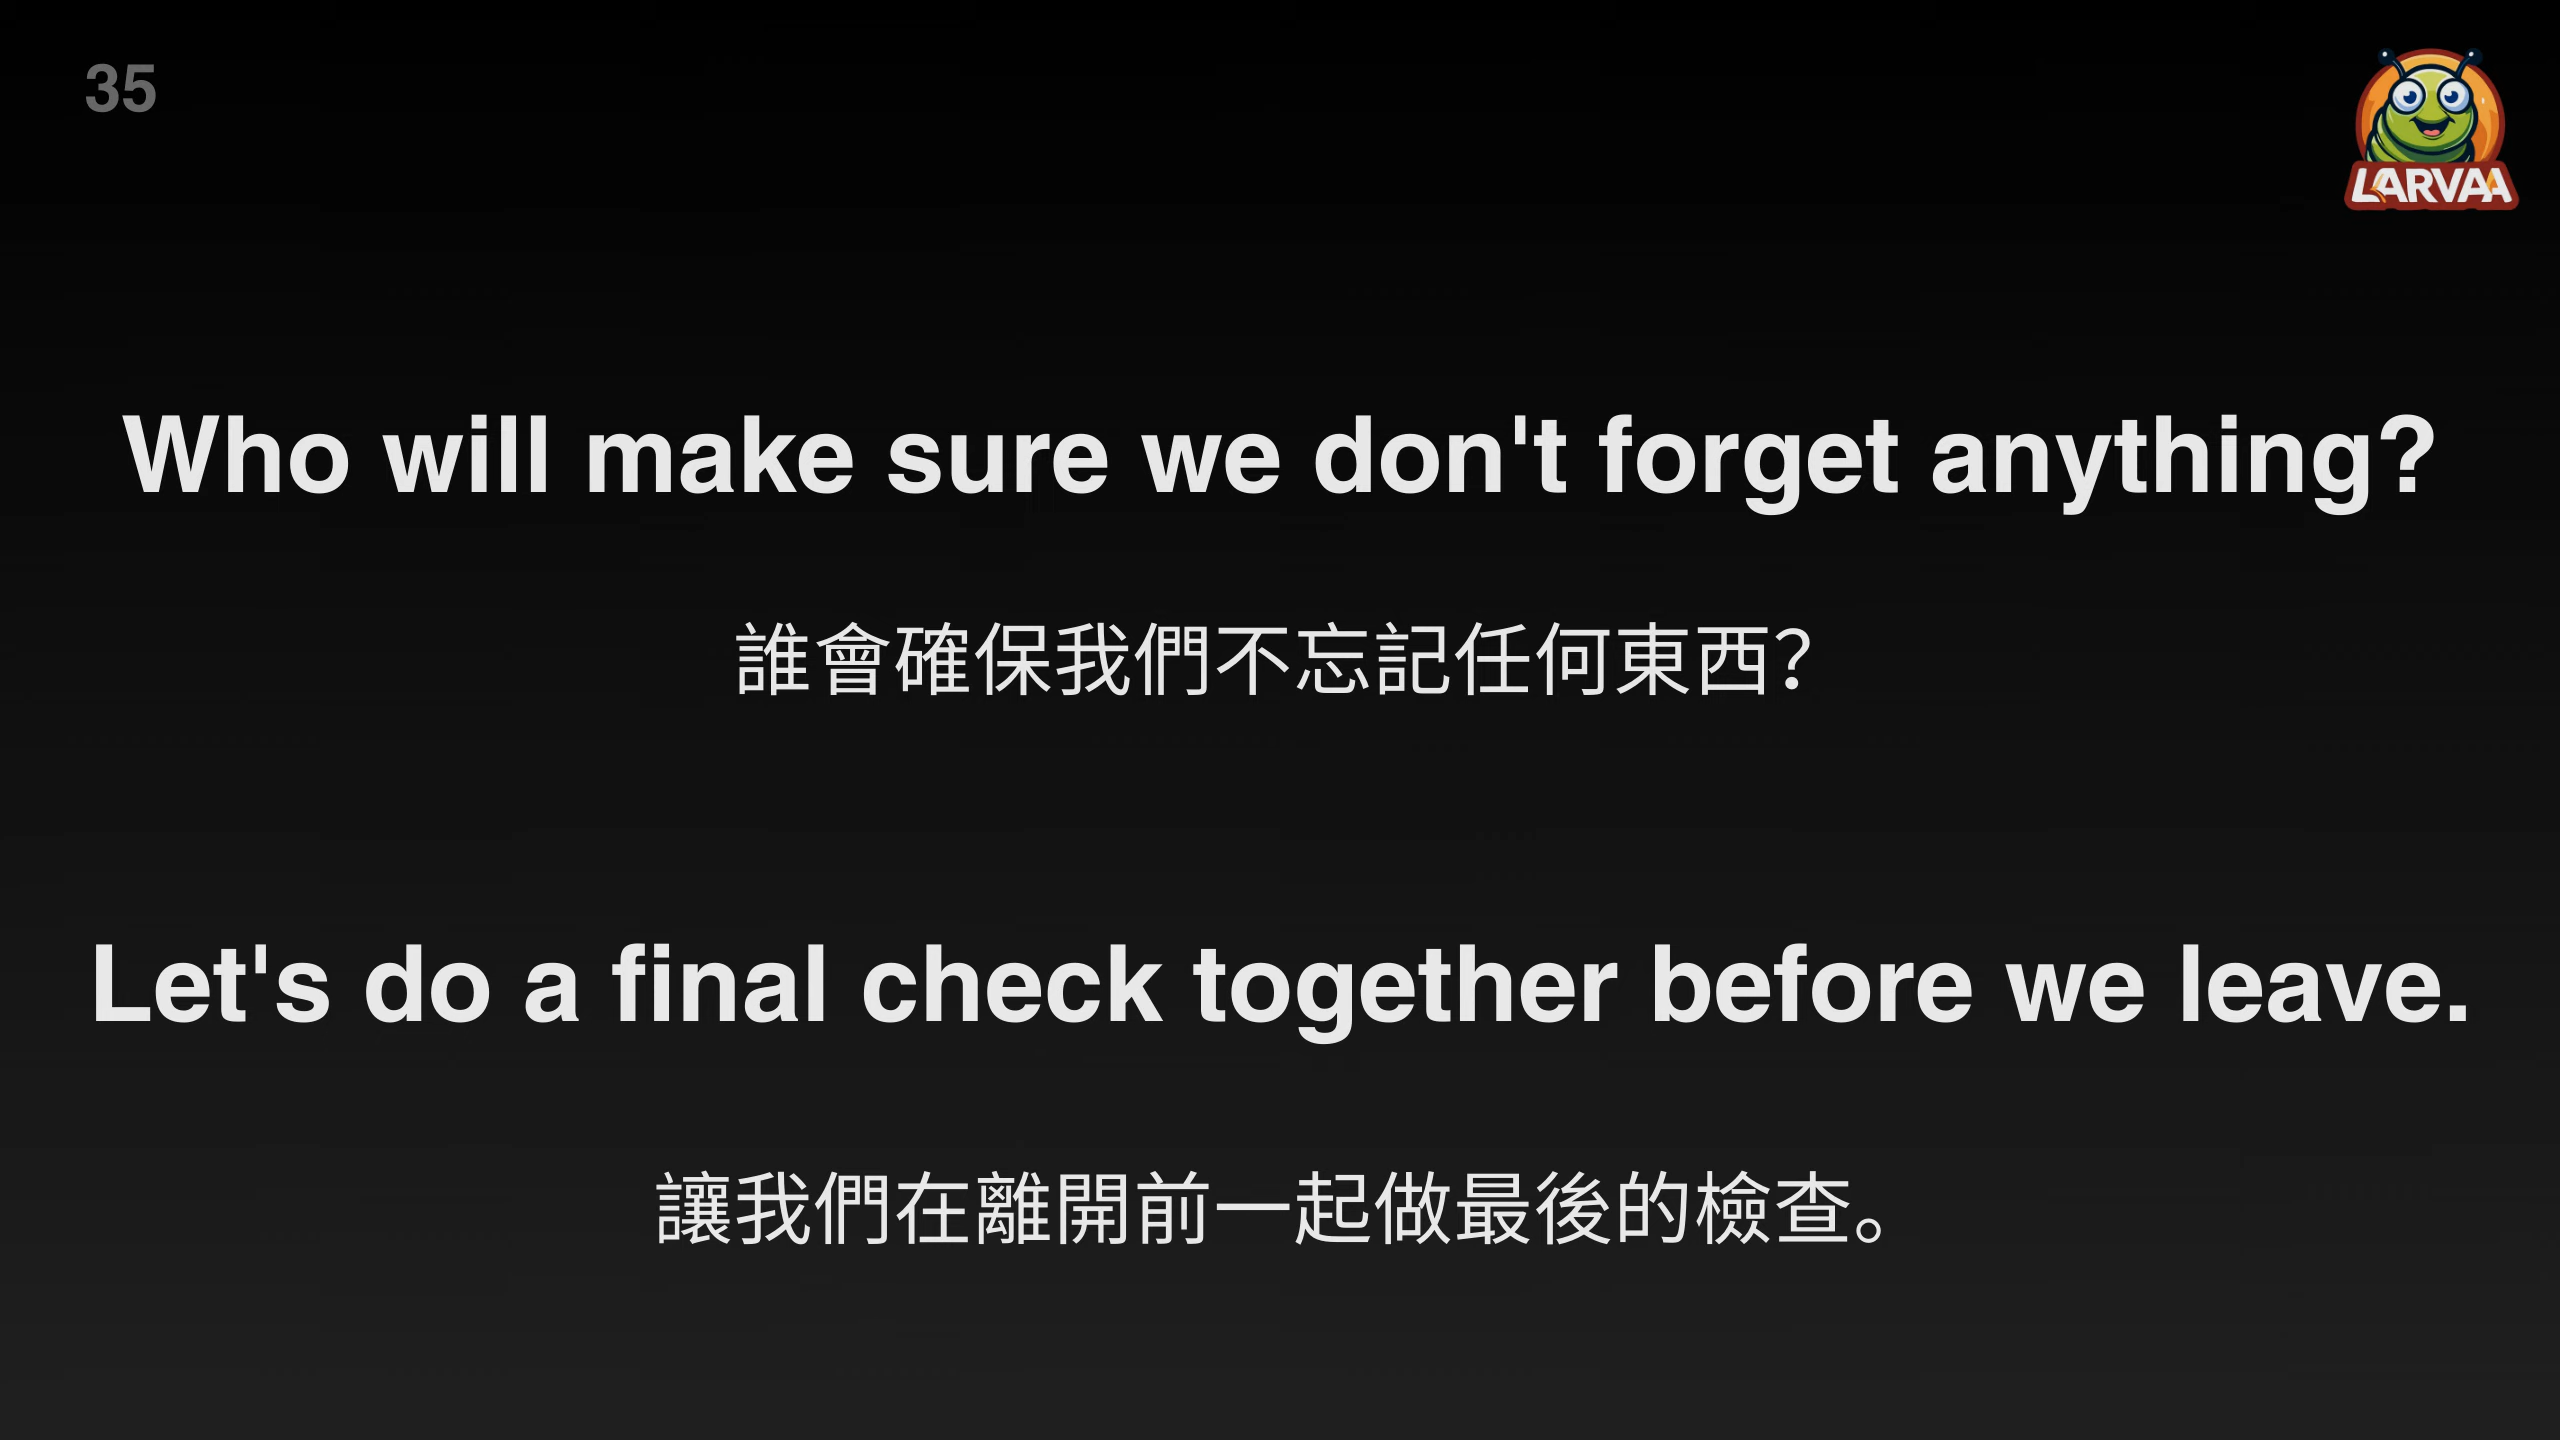 35
LARVAA
Who will make sure we don't forget anything?
誰會確保我們不忘記任何東西?
Let's do a final check together before we leave.
讓我們在離開前一起做最後的檢查。